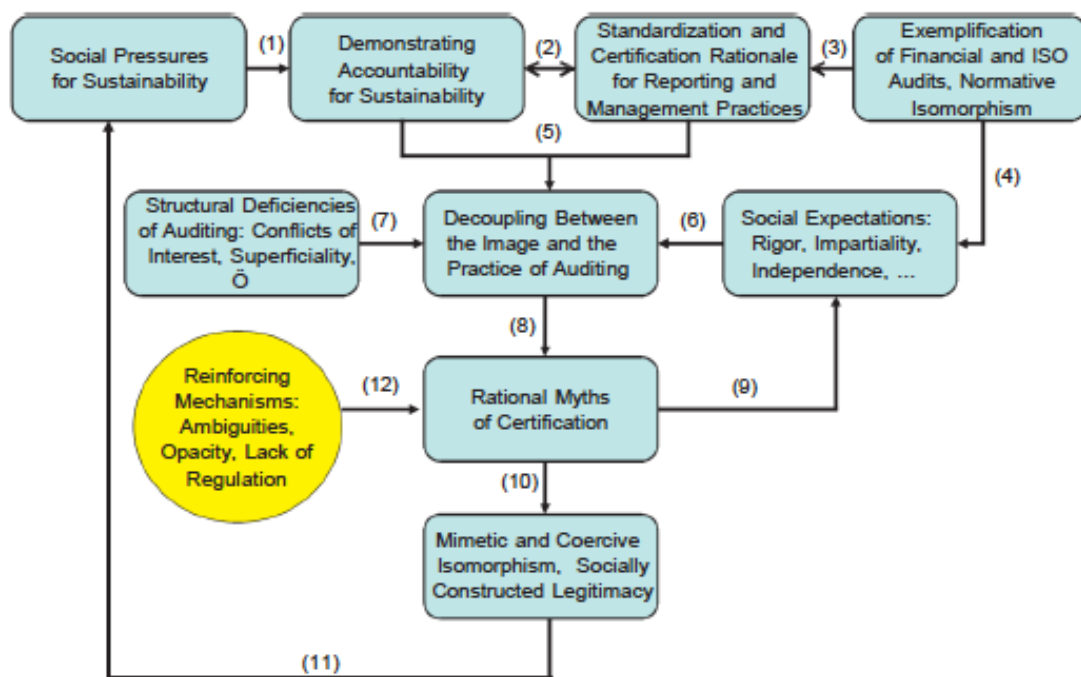 Social Pressures
for Sustainability
(1)
Demonstrating
Accountability
for Sustainability
(2)
Standardization and
Certification Rationale
for Reporting and
Management Practices
(3)
Exemplification
of Financial and ISO
Audits, Normative
Isomorphism
(5)
(4)
Structural Deficiencies
of Auditing: Conflicts of
Interest, Superficiality,
Ö
(7)
Decoupling Between
the Image and the
Practice of Auditing
(6)
Social Expectations:
Rigor, Impartiality,
Independence, ...
(8)
Reinforcing
Mechanisms:
Ambiguities,
Opacity, Lack of
Regulation
(12)
Rational Myths
of Certification
(9)
(10)
Mimetic and Coercive
Isomorphism, Socially
Constructed Legitimacy
(11)